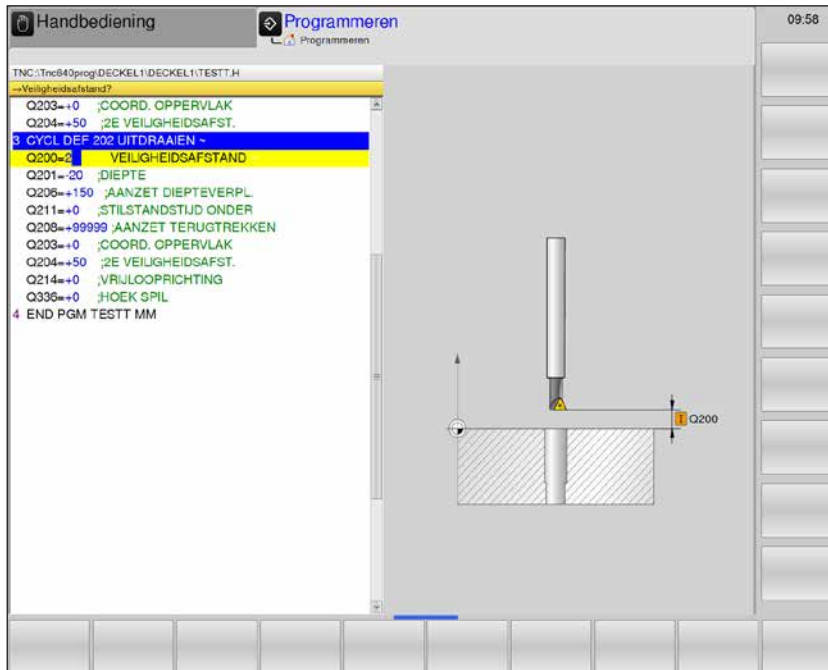 Handbediening
Programmeren
Programmeren
09:58
TNC:\Tnc640prog\DECKEL1\DECKEL1\TESTT.H
→Veiligheidsafstand?
Q203=+0 ;COORD. OPPERVLAK
Q204=+50 ;2E VEILIGHEIDSAFST.
3 CYCL DEF 202 UITDRAAIEN ~
Q200=2 VEILIGHEIDSAFSTAND
Q201=-20 ;DIEPTE
Q206=+150 ;AANZET DIEPTEVERPL.
Q211=+0 ;STILSTANDSTIJD ONDER
Q208=+99999 ;AANZET TERUGTREKKEN
Q203=+0 ;COORD. OPPERVLAK
Q204=+50 ;2E VEILIGHEIDSAFST.
Q214=+0 ;VRIJLOOPRICHTING
Q336=+0 ;HOEK SPIL
4 END PGM TESTT MM
I Q200